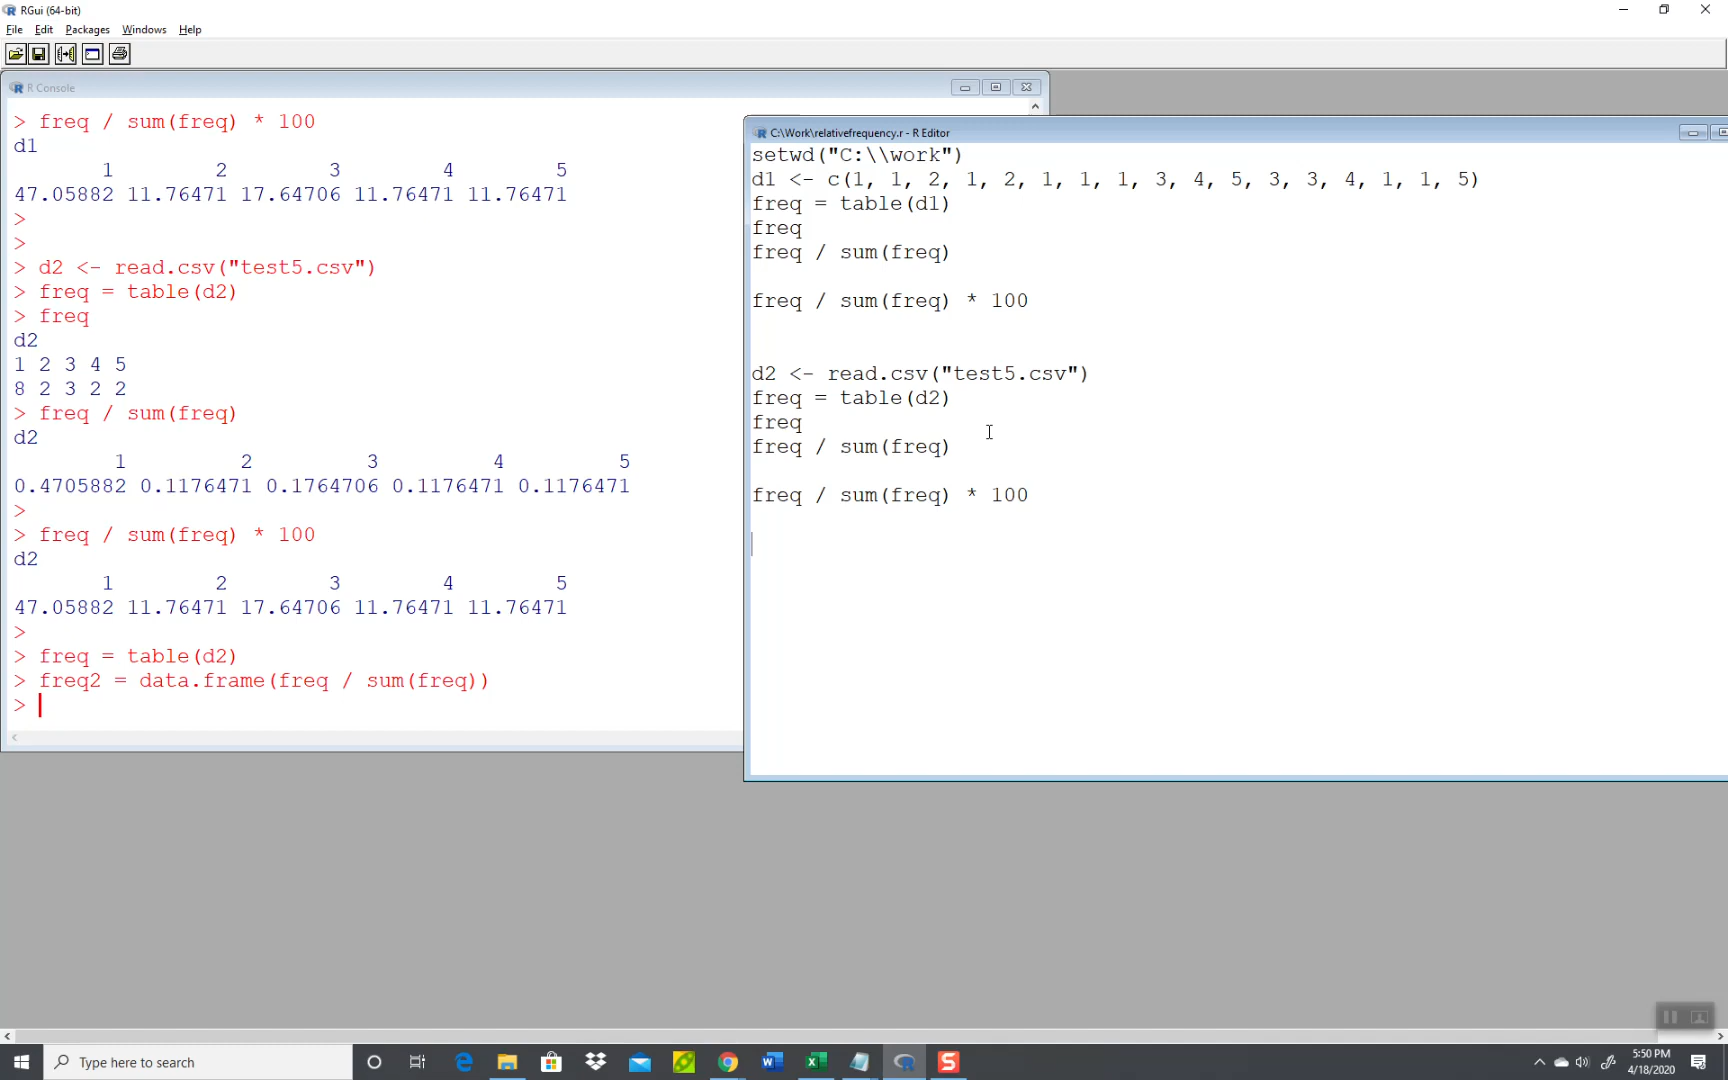 RGui (64-bit)
File Edit Packages Windows Help
R Console
> freq / sum(freq) * 100
d1
1 2 3 4 5
47.05882 11.76471 17.64706 11.76471 11.76471
>
>
> d2 <- read.csv("test5.csv")
> freq = table(d2)
> freq
d2
1 2 3 4 5
8 2 3 2 2
> freq / sum(freq)
d2
1 2 3 4 5
0.4705882 0.1176471 0.1764706 0.1176471 0.1176471
>
> freq / sum(freq) * 100
d2
1 2 3 4 5
47.05882 11.76471 17.64706 11.76471 11.76471
>
> freq = table(d2)
> freq2 = data.frame(freq / sum(freq))
>
C:\Work\relativefrequency.r - R Editor
setwd("C:\\work")
d1 <- c(1, 1, 2, 1, 2, 1, 1, 1, 3, 4, 5, 3, 3, 4, 1, 1, 5)
freq = table(d1)
freq
freq / sum(freq)
freq / sum(freq) * 100
d2 <- read.csv("test5.csv")
freq = table(d2)
freq
freq / sum(freq)
freq / sum(freq) * 100
Type here to search
5:50 PM
4/18/2020